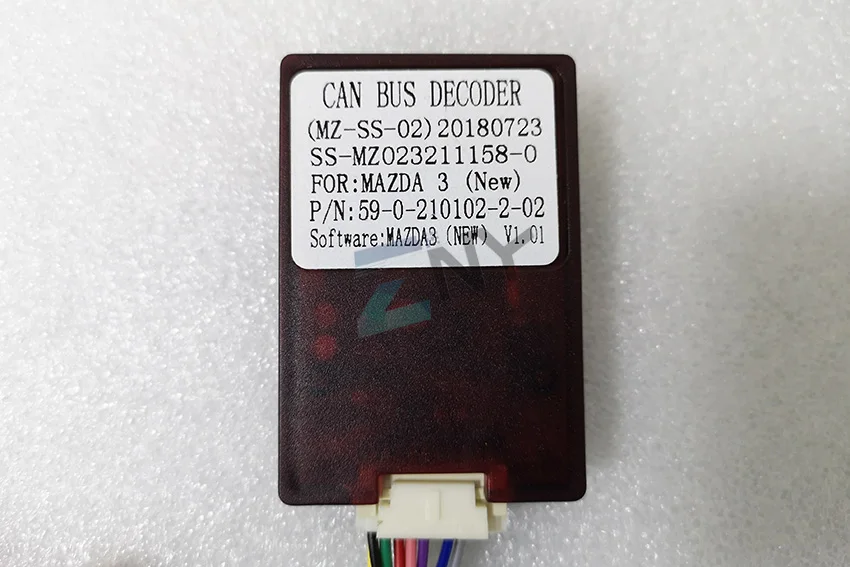 CAN BUS DECODER
(MZ-SS-02)20180723
SS-MZ023211158-0
FOR:MAZDA 3 (New)
P/N:59-0-210102-2-02
Software:MAZDA3 (NEW) V1.01
ZNY